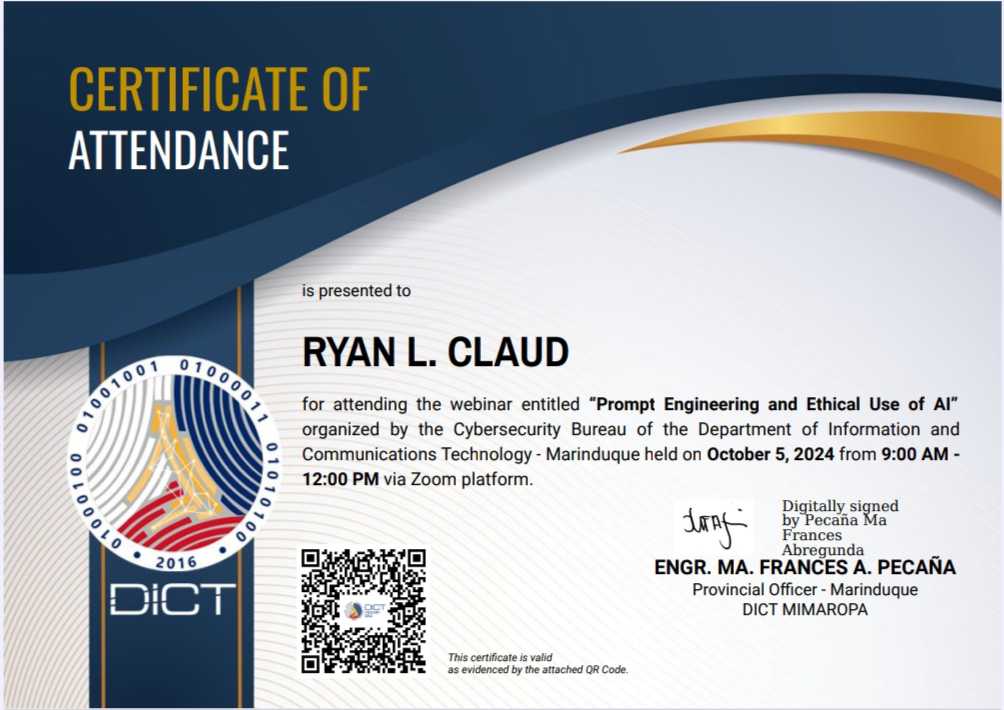 CERTIFICATE OF
ATTENDANCE
is presented to
RYAN L. CLAUD
for attending the webinar entitled “Prompt Engineering and Ethical Use of AI”
organized by the Cybersecurity Bureau of the Department of Information and
Communications Technology - Marinduque held on October 5, 2024 from 9:00 AM -
12:00 PM via Zoom platform.
01000100 01001001 01000011 01010100
2016
DICT
DICT
Digitally signed
by Pecaña Ma
Frances
Abregunda
ENGR. MA. FRANCES A. PECAÑA
Provincial Officer - Marinduque
DICT MIMAROPA
This certificate is valid
as evidenced by the attached QR Code.